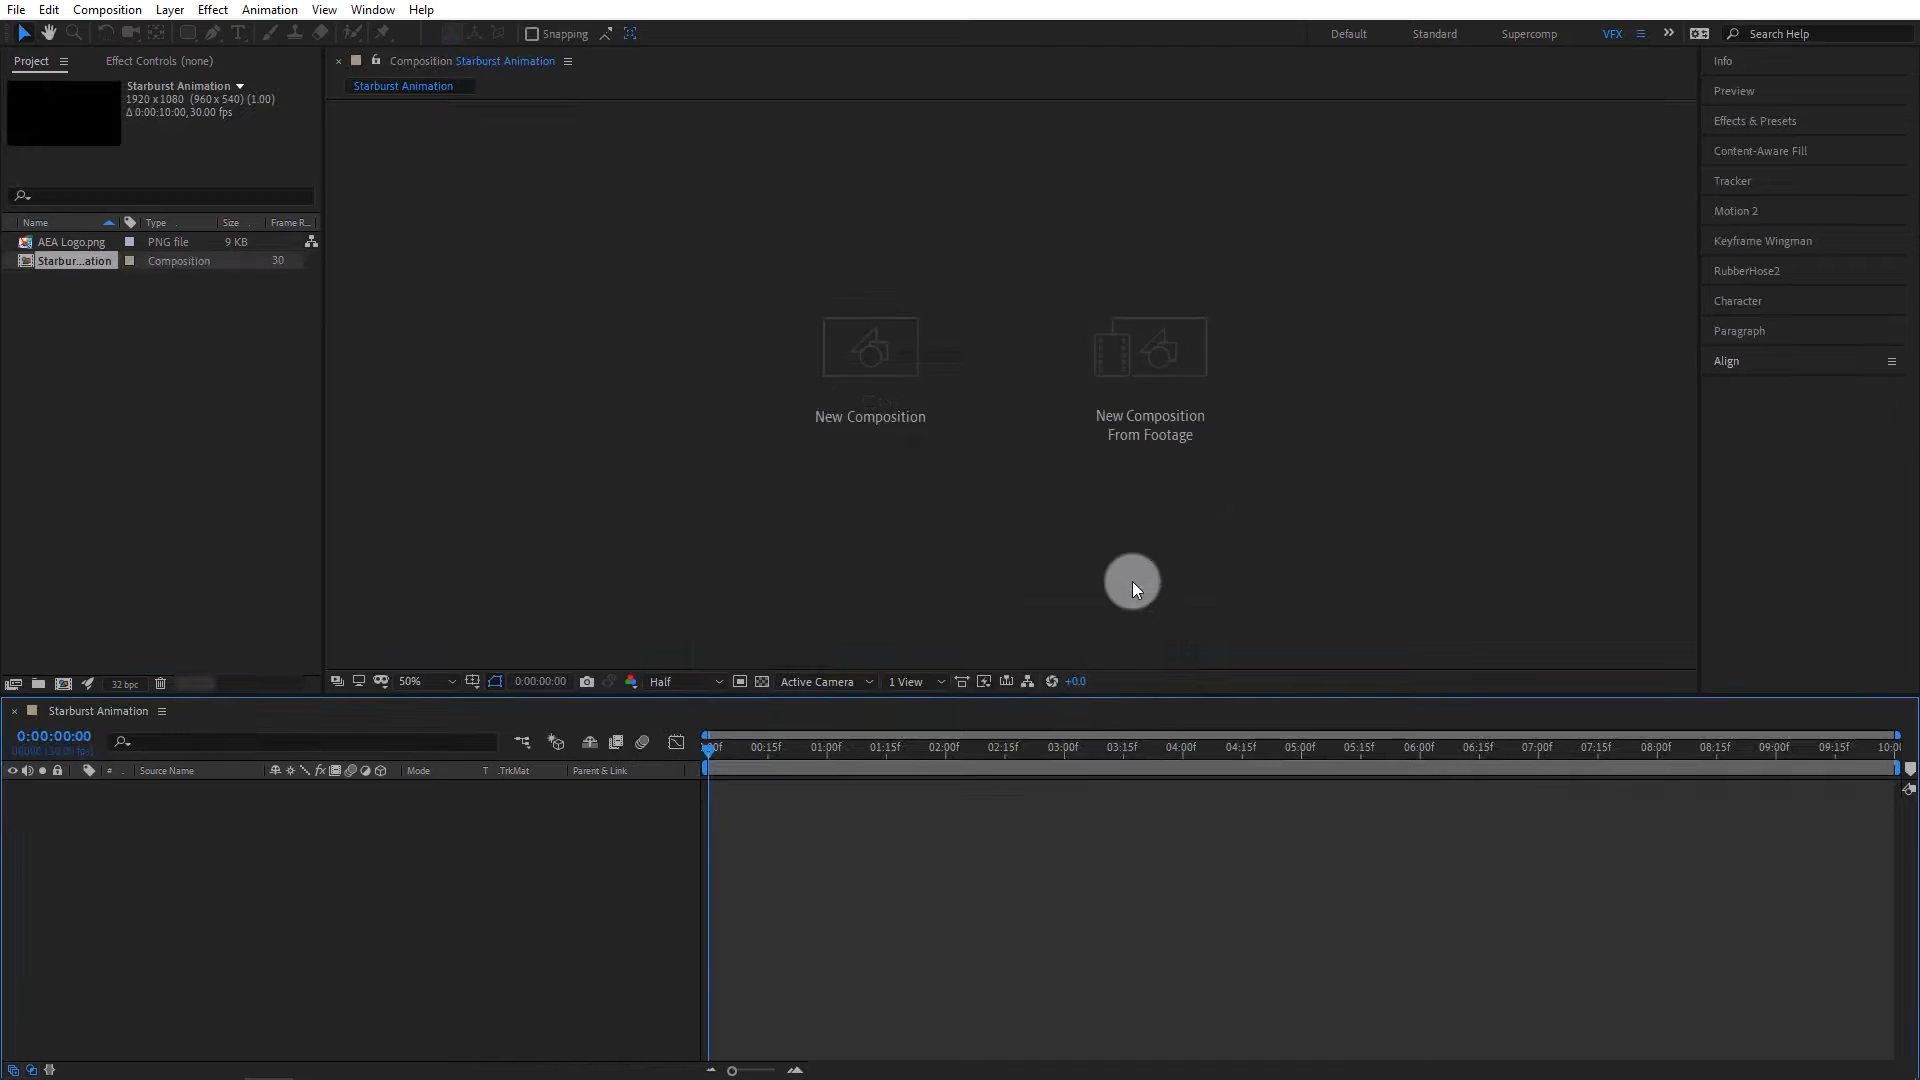 File Edit Composition Layer Effect Animation View Window Help
Snapping Default Standard Supercomp VFX Search Help
Project Effect Controls (none)
Composition Starburst Animation
Starburst Animation
Starburst Animation
1920 x 1080 (960 x 540) (1.00)
Δ 0:00:10:00, 30.00 fps
Name Type Size Frame R...
AEA Logo.png PNG file 9 KB
Starbur...ation Composition 30
New Composition
New Composition
From Footage
Info
Preview
Effects & Presets
Content-Aware Fill
Tracker
Motion 2
Keyframe Wingman
RubberHose2
Character
Paragraph
Align
32 bpc
50% 0:00:00:00 Half Active Camera 1 View +0.0
Starburst Animation
0:00:00:00
00000 (30.00 fps)
00:15f 01:00f 01:15f 02:00f 02:15f 03:00f 03:15f 04:00f 04:15f 05:00f 05:15f 06:00f 06:15f 07:00f 07:15f 08:00f 08:15f 09:00f 09:15f
# Source Name fx Mode T .TrkMat Parent & Link